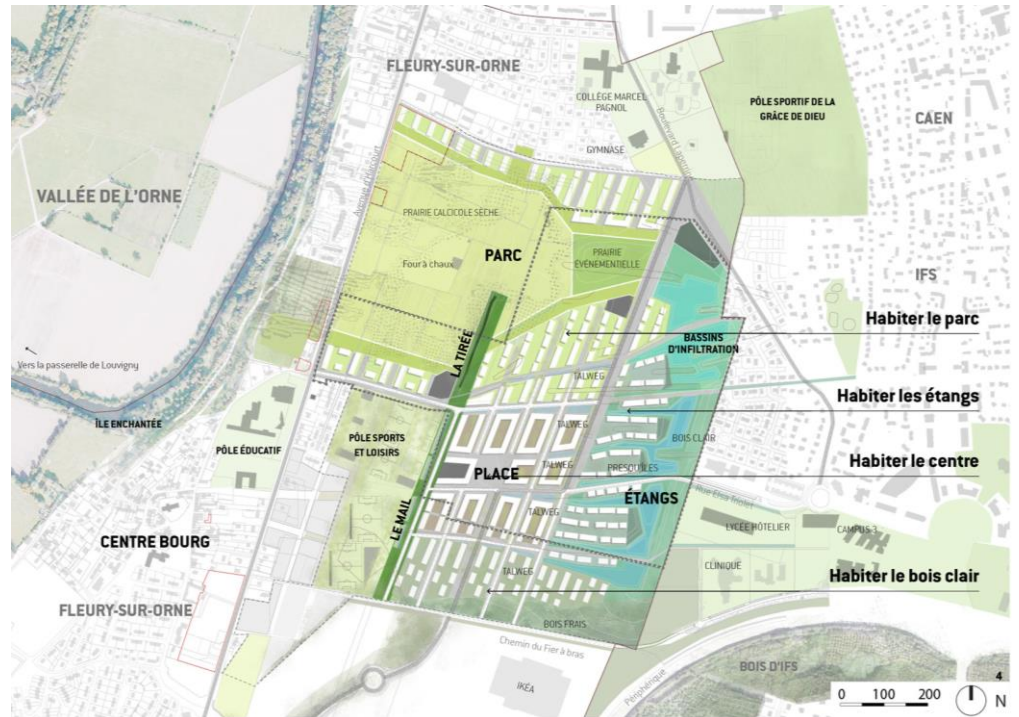 FLEURY-SUR-ORNE
COLLÈGE MARCEL
PAGNOL
PÔLE SPORTIF DE LA
GRÂCE DE DIEU
CAEN
GYMNASE
VALLÉE DE L'ORNE
PRAIRIE CALCICOLE SÈCHE
PARC
PRAIRIE
ÉVÉNEMENTIELLE
Four à chaux
IFS
Habiter le parc
LA TIRÉE
BASSINS
D'INFILTRATION
Vers la passerelle de Louvigny
TALWEG
Habiter les étangs
ÎLE ENCHANTÉE
PÔLE ÉDUCATIF
PÔLE SPORTS
ET LOISIRS
TALWEG
BOIS CLAIR
Habiter le centre
PLACE
TALWEG
PRESQU'ILES
ÉTANGS
LE MAIL
TALWEG
LYCÉE HÔTELIER
CAMPUS 3
CENTRE BOURG
TALWEG
CLINIQUE
Habiter le bois clair
FLEURY-SUR-ORNE
BOIS FRAIS
Chemin du Fier à bras
IKÉA
Périphérique
BOIS D'IFS
4
0 100 200
N